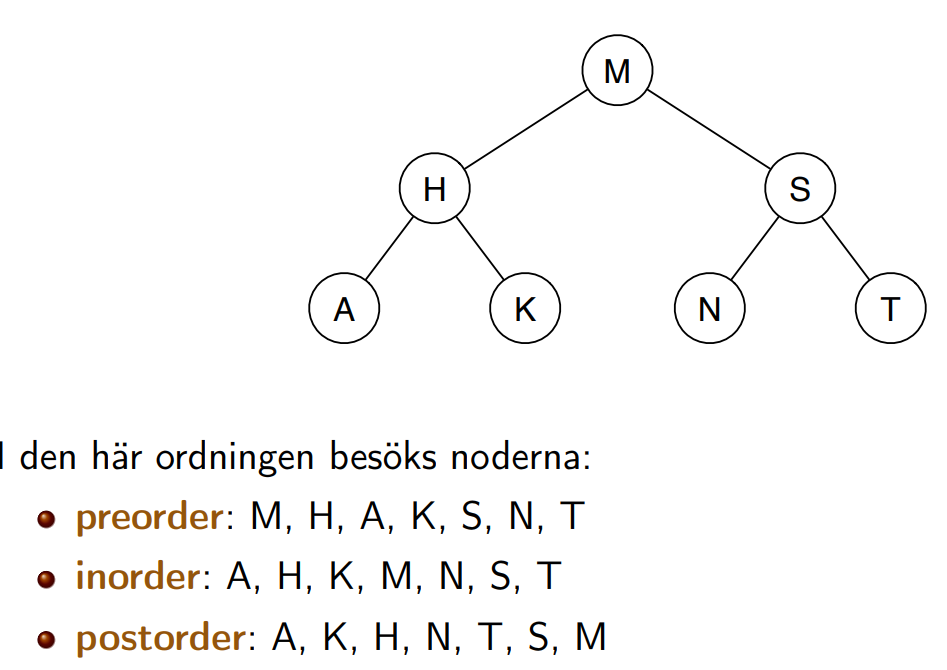 M
H S
A K N T
I den här ordningen besöks noderna:
preorder: M, H, A, K, S, N, T
inorder: A, H, K, M, N, S, T
postorder: A, K, H, N, T, S, M